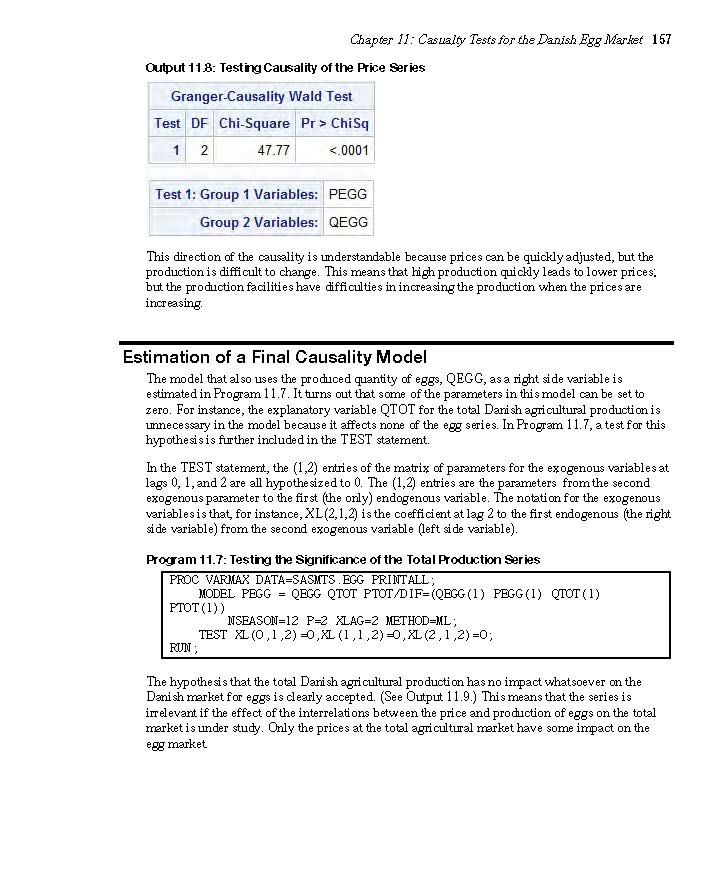 Chapter 11: Casualty Tests for the Danish Egg Market 157
Output 11.8: Testing Causality of the Price Series
Granger-Causality Wald Test
Test DF Chi-Square Pr > ChiSq
1 2 47.77 <.0001
Test 1: Group 1 Variables: PEGG
Group 2 Variables: QEGG
This direction of the causality is understandable because prices can be quickly adjusted, but the
production is difficult to change. This means that high production quickly leads to lower prices;
but the production facilities have difficulties in increasing the production when the prices are
increasing.
Estimation of a Final Causality Model
The model that also uses the produced quantity of eggs, QEGG, as a right side variable is
estimated in Program 11.7. It turns out that some of the parameters in this model can be set to
zero. For instance, the explanatory variable QTOT for the total Danish agricultural production is
unnecessary in the model because it affects none of the egg series. In Program 11.7, a test for this
hypothesis is further included in the TEST statement.
In the TEST statement, the (1,2) entries of the matrix of parameters for the exogenous variables at
lags 0, 1, and 2 are all hypothesized to 0. The (1,2) entries are the parameters from the second
exogenous parameter to the first (the only) endogenous variable. The notation for the exogenous
variables is that, for instance, XL(2,1,2) is the coefficient at lag 2 to the first endogenous (the right
side variable) from the second exogenous variable (left side variable).
Program 11.7: Testing the Significance of the Total Production Series
PROC VARMAX DATA=SASMTS.EGG PRINTALL;
MODEL PEGG = QEGG QTOT PTOT/DIF=(QEGG(1) PEGG(1) QTOT(1)
PTOT(1))
NSEASON=12 P=2 XLAG=2 METHOD=ML;
TEST XL(0,1,2)=0,XL(1,1,2)=0,XL(2,1,2)=0;
RUN;
The hypothesis that the total Danish agricultural production has no impact whatsoever on the
Danish market for eggs is clearly accepted. (See Output 11.9.) This means that the series is
irrelevant if the effect of the interrelations between the price and production of eggs on the total
market is under study. Only the prices at the total agricultural market have some impact on the
egg market.